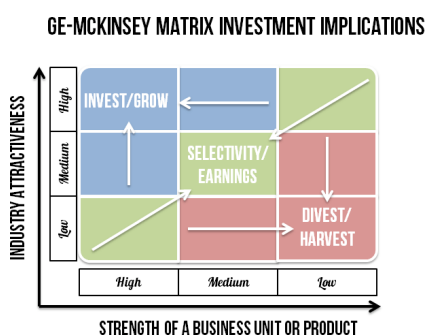 GE-MCKINSEY MATRIX INVESTMENT IMPLICATIONS
INDUSTRY ATTRACTIVENESS
High
Medium
Low
INVEST/GROW
SELECTIVITY/
EARNINGS
DIVEST/
HARVEST
High
Medium
Low
STRENGTH OF A BUSINESS UNIT OR PRODUCT